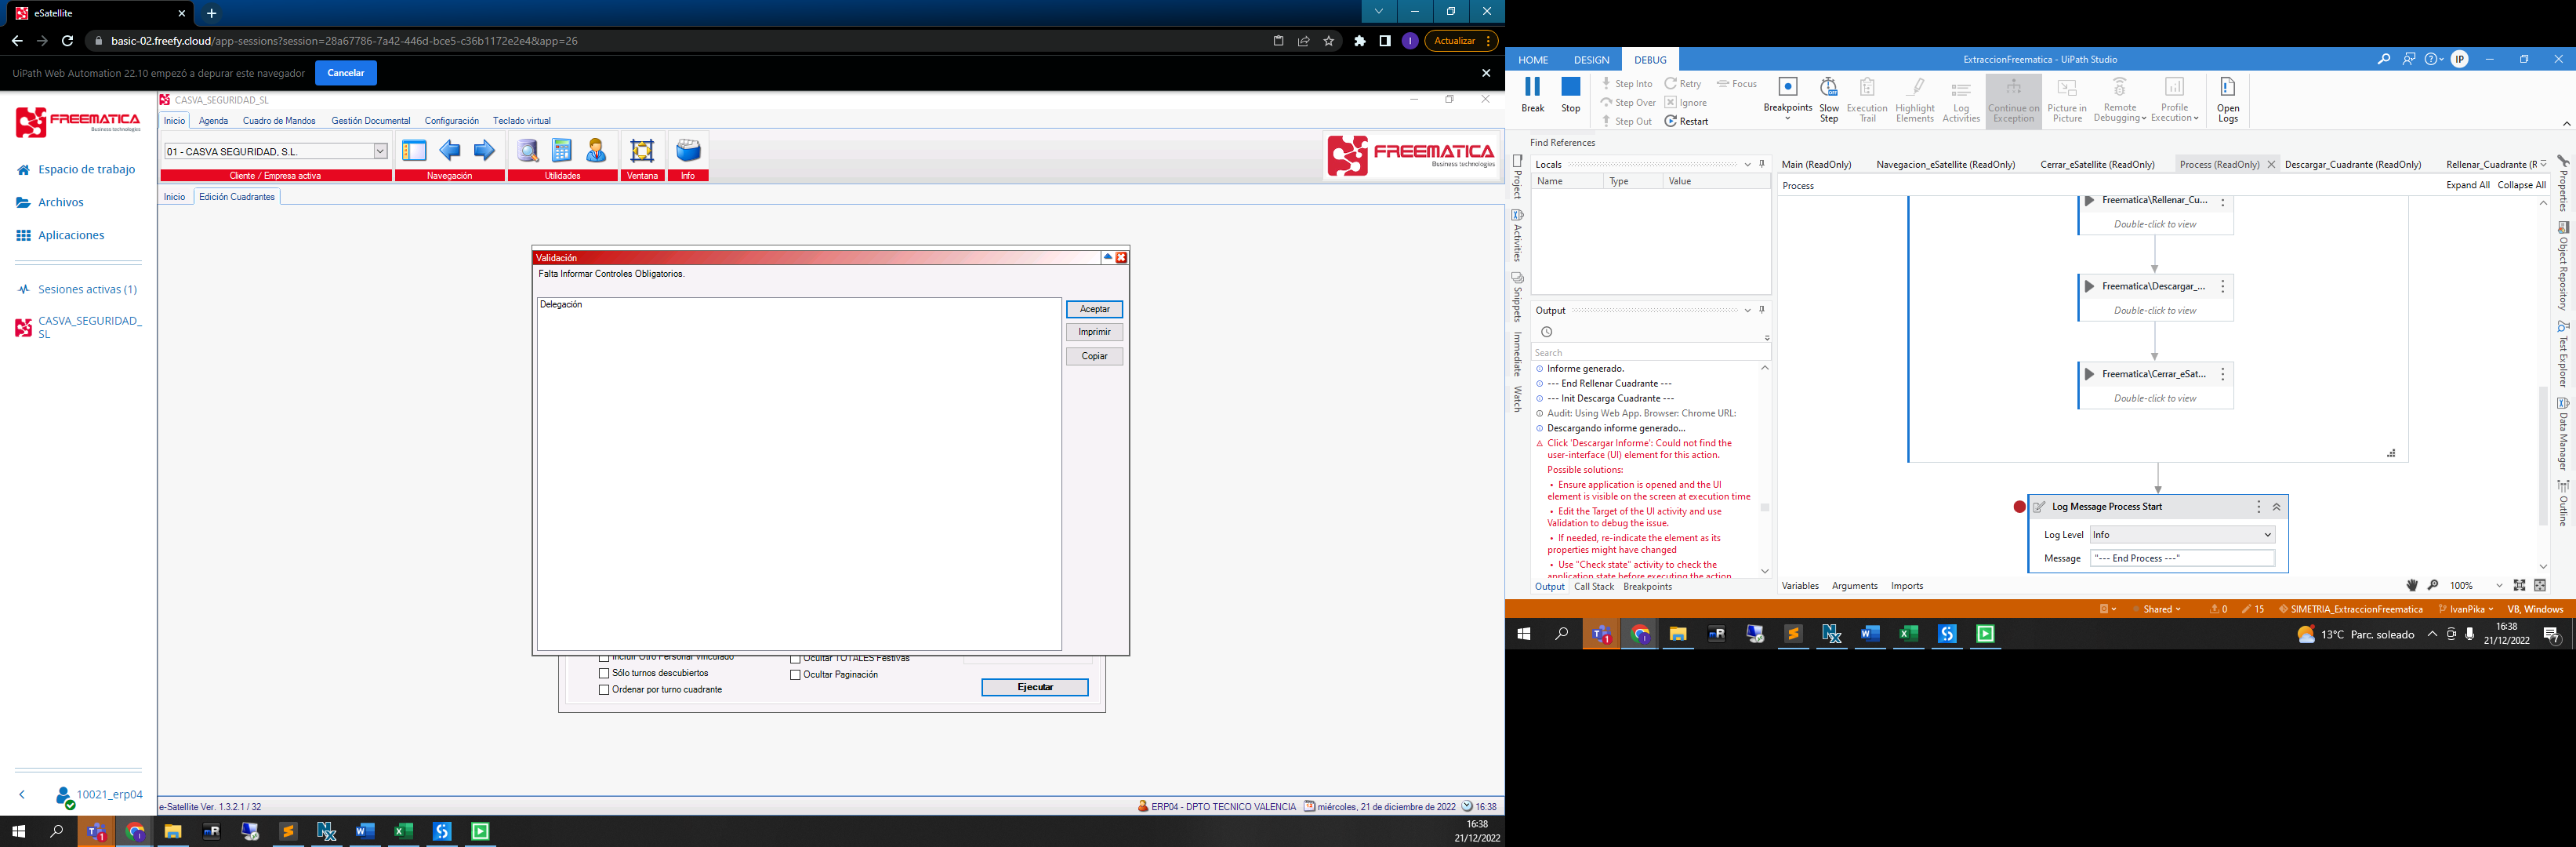 eSatellite
basic-02.freefy.cloud/app-sessions?session=28a67786-7a42-446d-bce5-c36b1172e2e4&app=26
Actualizar
UiPath Web Automation 22.10 empezó a depurar este navegador
Cancelar
FREEMATICA
Business technologies
Espacio de trabajo
Archivos
Aplicaciones
Sesiones activas (1)
CASVA_SEGURIDAD_
SL
10021_erp04
CASVA_SEGURIDAD_SL
Inicio Agenda Cuadro de Mandos Gestión Documental Configuración Teclado virtual
01 - CASVA SEGURIDAD, S.L.
Cliente / Empresa activa Navegación Utilidades Ventana Info
FREEMATICA
Business technologies
Inicio Edición Cuadrantes
Validación
Falta Informar Controles Obligatorios.
Delegación
Aceptar
Imprimir
Copiar
Incluir Otro Personal Vinculado Ocultar TOTALES Festivas
Sólo turnos descubiertos Ocultar Paginación
Ordenar por turno cuadrante
Ejecutar
e-Satellite Ver. 1.3.2.1 / 32
ERP04 - DPTO TECNICO VALENCIA miércoles, 21 de diciembre de 2022 16:38
16:38
21/12/2022
HOME DESIGN DEBUG
ExtraccionFreematica - UiPath Studio
IP
Break Stop
Step Into Retry Focus
Step Over Ignore
Step Out Restart
Breakpoints
Slow Step
Execution Trail
Highlight Elements
Log Activities
Continue on Exception
Picture in Picture
Remote Debugging
Profile Execution
Open Logs
Find References
Project
Activities
Snippets
Immediate
Watch
Locals
Name Type Value
Output
Search
Informe generado.
--- End Rellenar Cuadrante ---
--- Init Descarga Cuadrante ---
Audit: Using Web App. Browser: Chrome URL:
Descargando informe generado...
Click 'Descargar Informe': Could not find the
user-interface (UI) element for this action.
Possible solutions:
• Ensure application is opened and the UI
element is visible on the screen at execution time
• Edit the Target of the UI activity and use
Validation to debug the issue.
• If needed, re-indicate the element as its
properties might have changed
• Use "Check state" activity to check the
application state before executing the action
Output Call Stack Breakpoints
Main (ReadOnly) Navegacion_eSatellite (ReadOnly) Cerrar_eSatellite (ReadOnly) Process (ReadOnly) Descargar_Cuadrante (ReadOnly) Rellenar_Cuadrante (R
Process
Expand All Collapse All
Freematica\Rellenar_Cu...
Double-click to view
Freematica\Descargar_...
Double-click to view
Freematica\Cerrar_eSat...
Double-click to view
Log Message Process Start
Log Level Info
Message "--- End Process ---"
Variables Arguments Imports
100%
Properties
Object Repository
Test Explorer
Data Manager
Outline
Shared 0 15 SIMETRIA_ExtraccionFreematica IvanPika VB, Windows
13°C Parc. soleado
16:38
21/12/2022
7